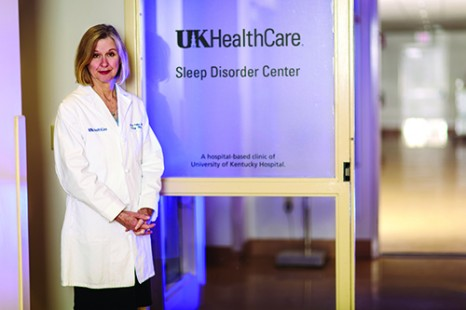 UKHealthCare.
Sleep Disorder Center
A hospital-based clinic of
University of Kentucky Hospital.